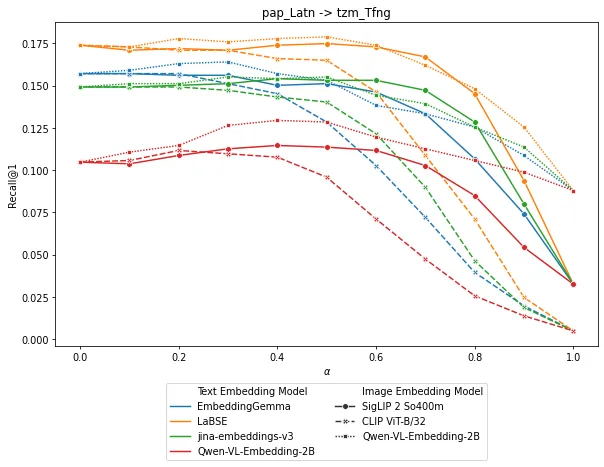 pap_Latn -> tzm_Tfng
Recall@1
0.175
0.150
0.125
0.100
0.075
0.050
0.025
0.000
0.0 0.2 0.4 0.6 0.8 1.0
α
Text Embedding Model
EmbeddingGemma
LaBSE
jina-embeddings-v3
Qwen-VL-Embedding-2B
Image Embedding Model
SigLIP 2 So400m
CLIP ViT-B/32
Qwen-VL-Embedding-2B